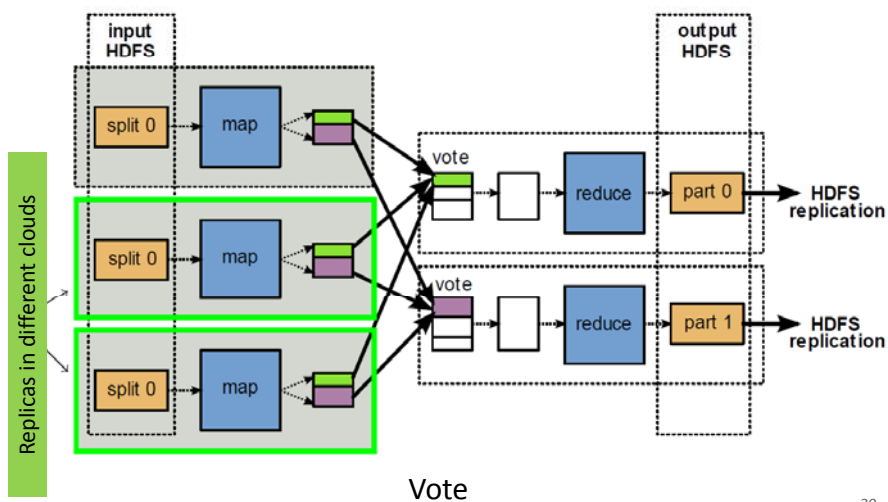 input
HDFS
output
HDFS
Replicas in different clouds
split 0
map
split 0
map
split 0
map
vote
reduce
part 0
HDFS
replication
vote
reduce
part 1
HDFS
replication
Vote